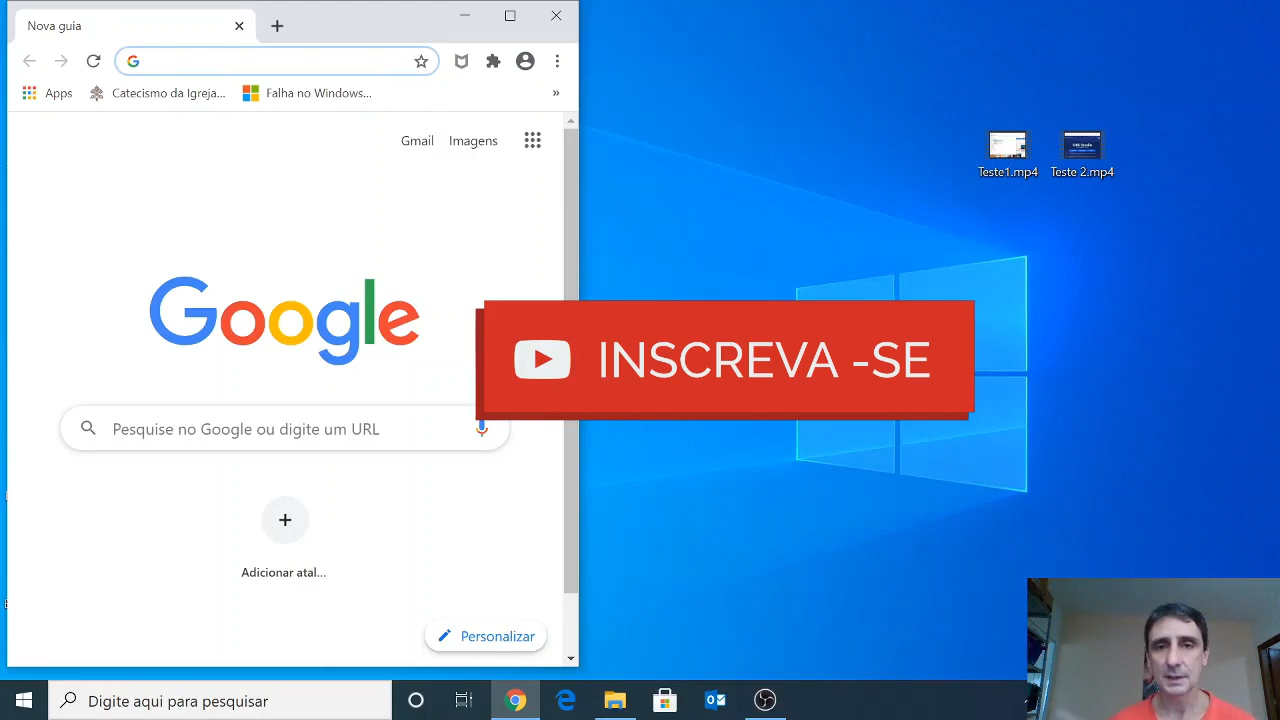 Nova guia
Apps
Catecismo da Igreja...
Falha no Windows...
»
Gmail
Imagens
Teste1.mp4
Teste 2.mp4
Google
INSCREVA -SE
Pesquise no Google ou digite um URL
Adicionar atal...
Personalizar
Digite aqui para pesquisar